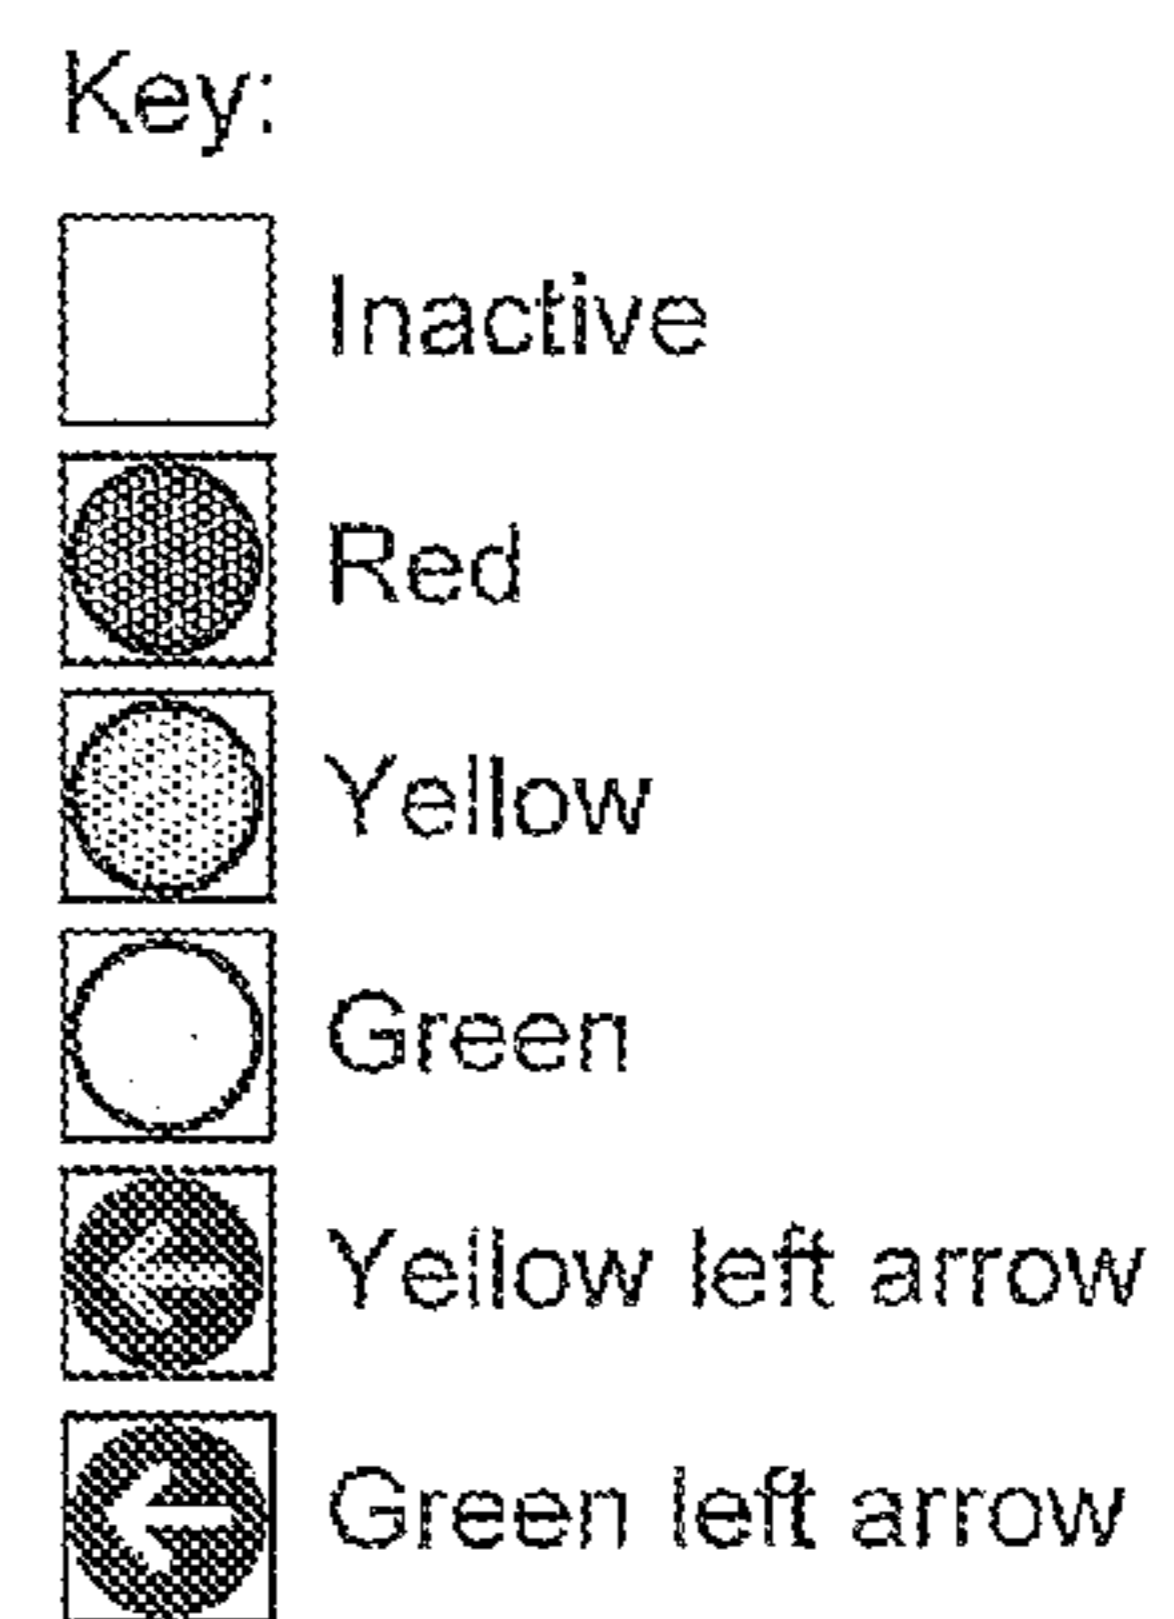 Key:
Inactive
Red
Yellow
Green
Yellow left arrow
Green left arrow